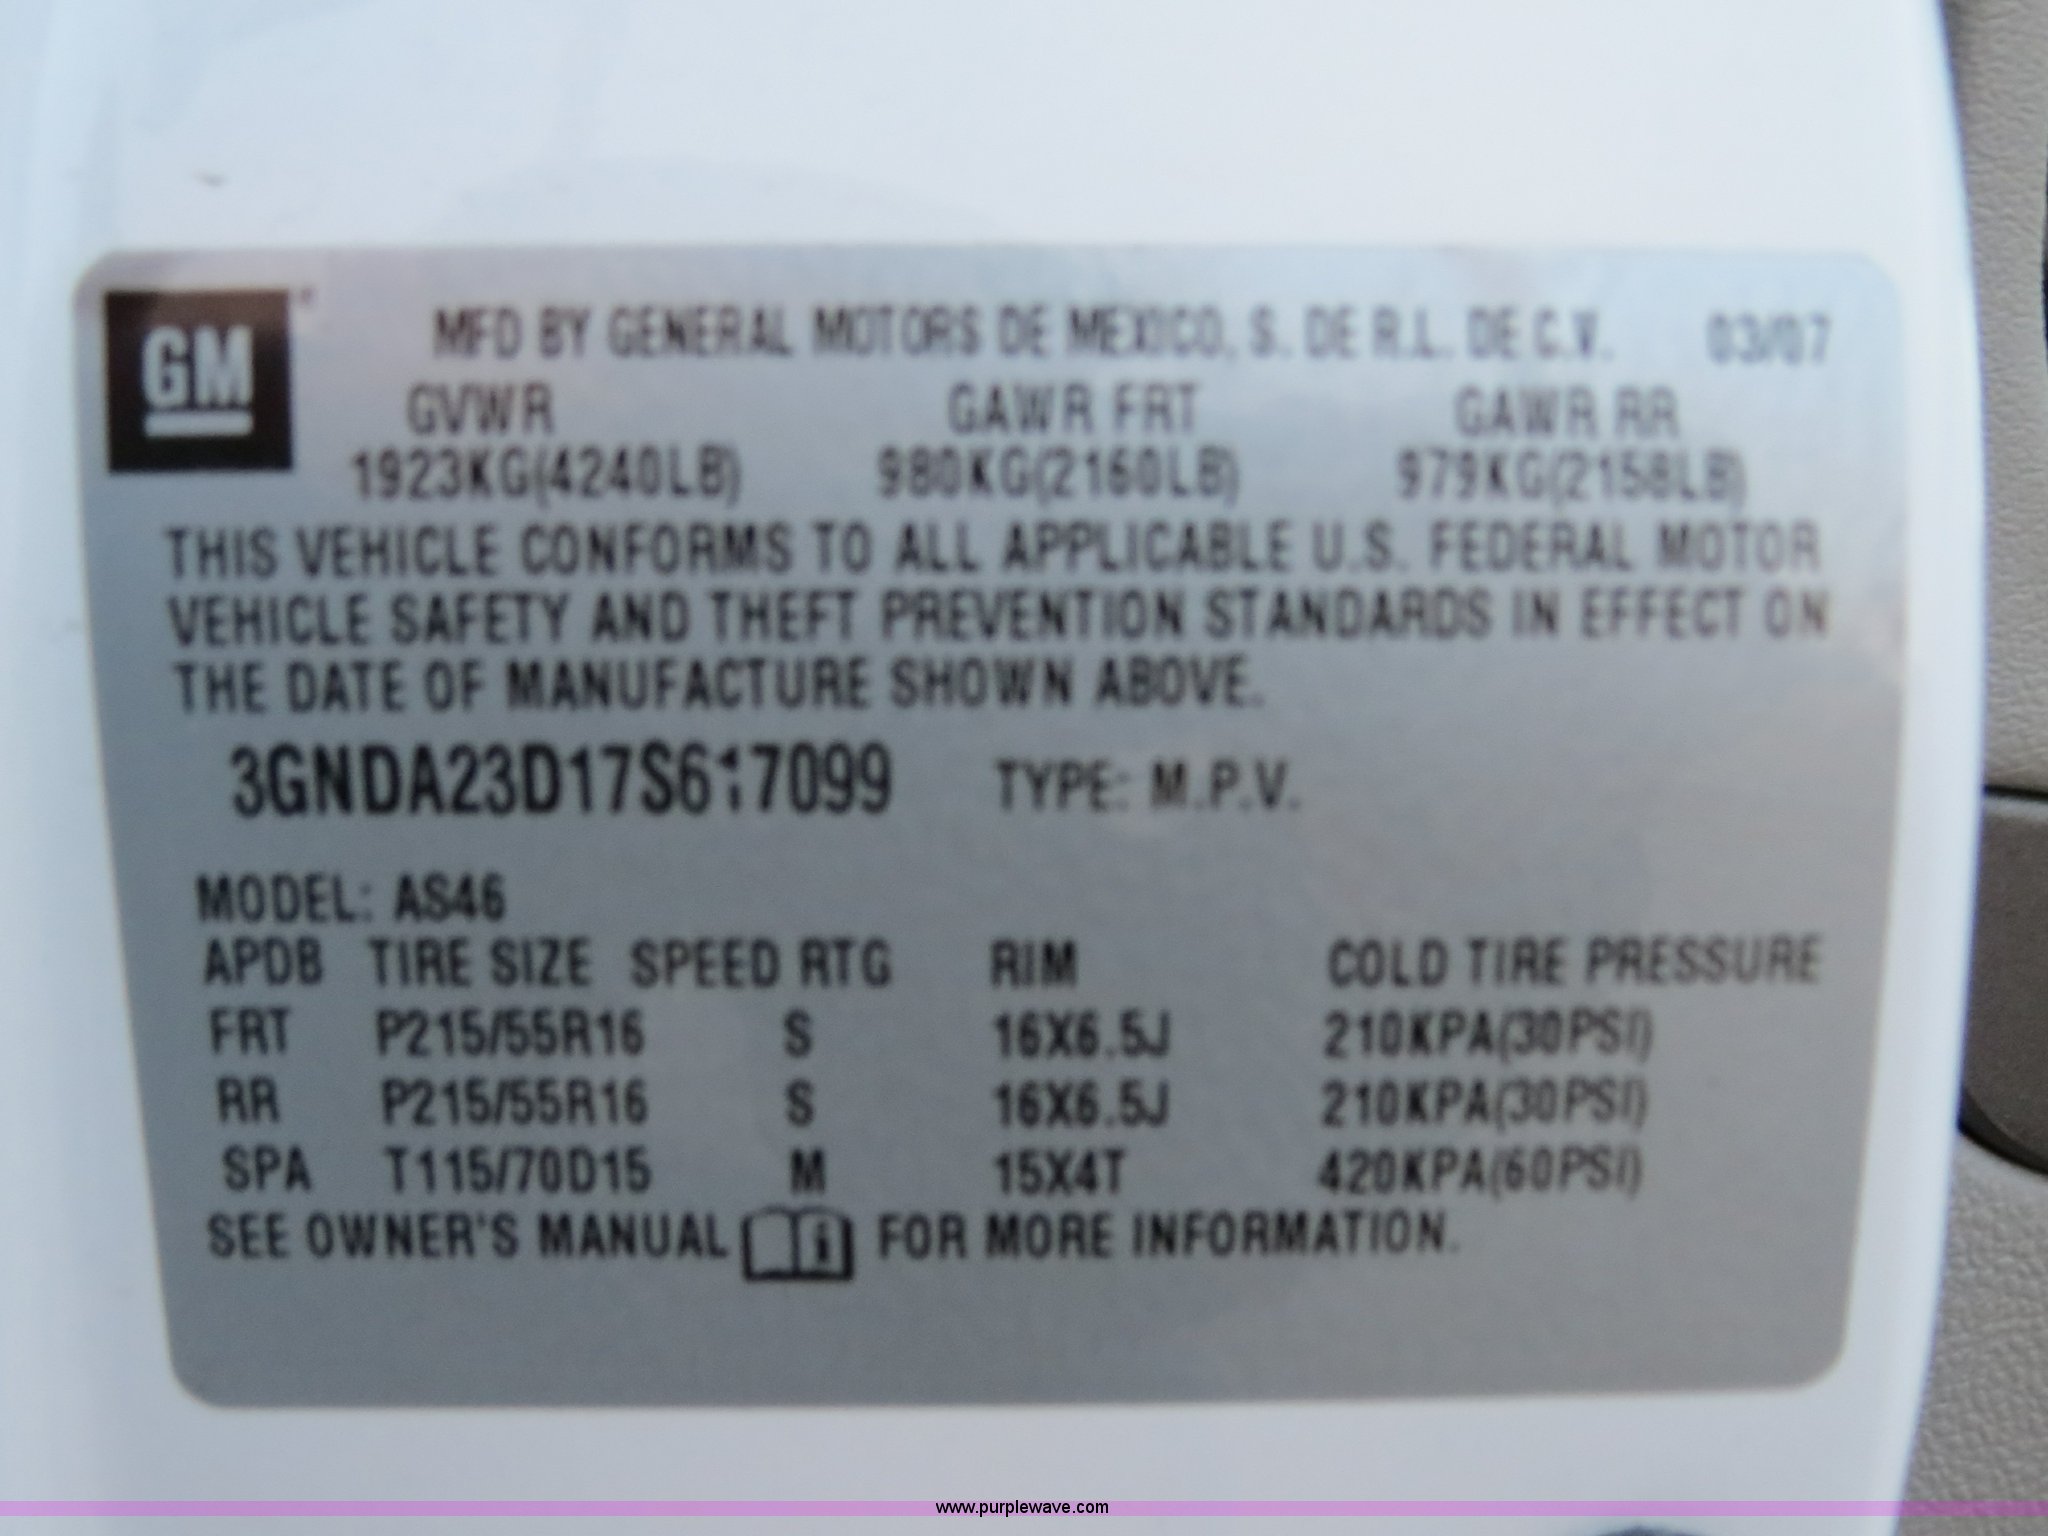 GM
MFD BY GENERAL MOTORS DE MEXICO, S. DE R.L. DE C.V. 03/07
GVWR GAWR FRT GAWR RR
1923KG(4240LB) 980KG(2160LB) 979KG(2158LB)
THIS VEHICLE CONFORMS TO ALL APPLICABLE U.S. FEDERAL MOTOR
VEHICLE SAFETY AND THEFT PREVENTION STANDARDS IN EFFECT ON
THE DATE OF MANUFACTURE SHOWN ABOVE.
3GNDA23D17S617099 TYPE: M.P.V.
MODEL: AS46
APDB TIRE SIZE SPEED RTG RIM COLD TIRE PRESSURE
FRT P215/55R16 S 16X6.5J 210KPA(30PSI)
RR P215/55R16 S 16X6.5J 210KPA(30PSI)
SPA T115/70D15 M 15X4T 420KPA(60PSI)
SEE OWNER'S MANUAL FOR MORE INFORMATION.
www.purplewave.com